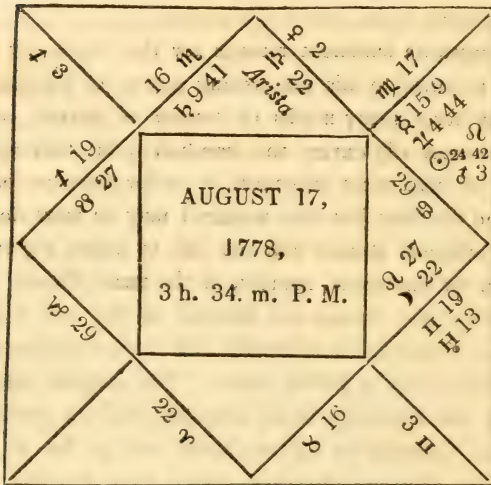 ♐ 3
16 ♏
♄ 9 41
♀ 2
22
Arista
♍ 17
☿ 15 9
♃ 4 44
♌
☉ 24 42
♂ 3
♐ 19
☋ 27
29 ♋
AUGUST 17,
1778,
3 h. 34. m. P. M.
☊ 27
☽ 22
♊ 19
♅ 13
♑ 29
22 ♈
♉ 16
3 ♊